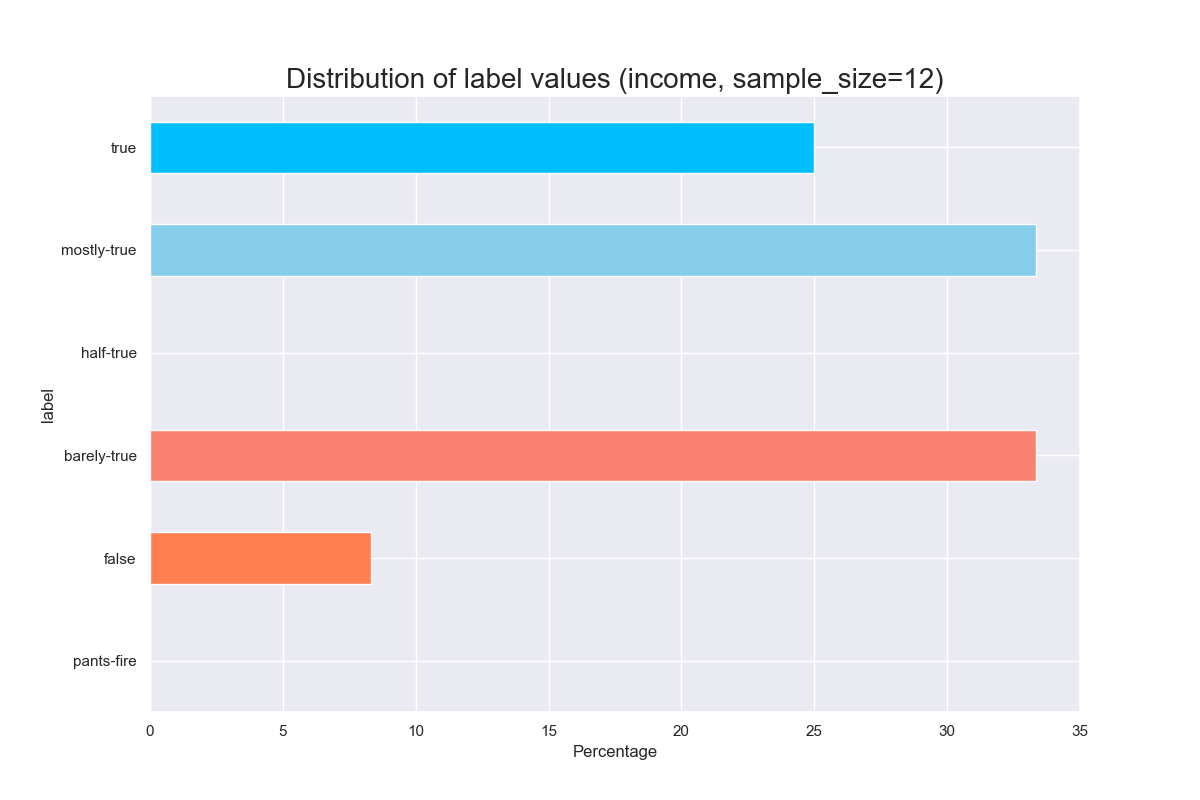 Distribution of label values (income, sample_size=12)
true
mostly-true
half-true
barely-true
false
pants-fire
label
0 5 10 15 20 25 30 35
Percentage